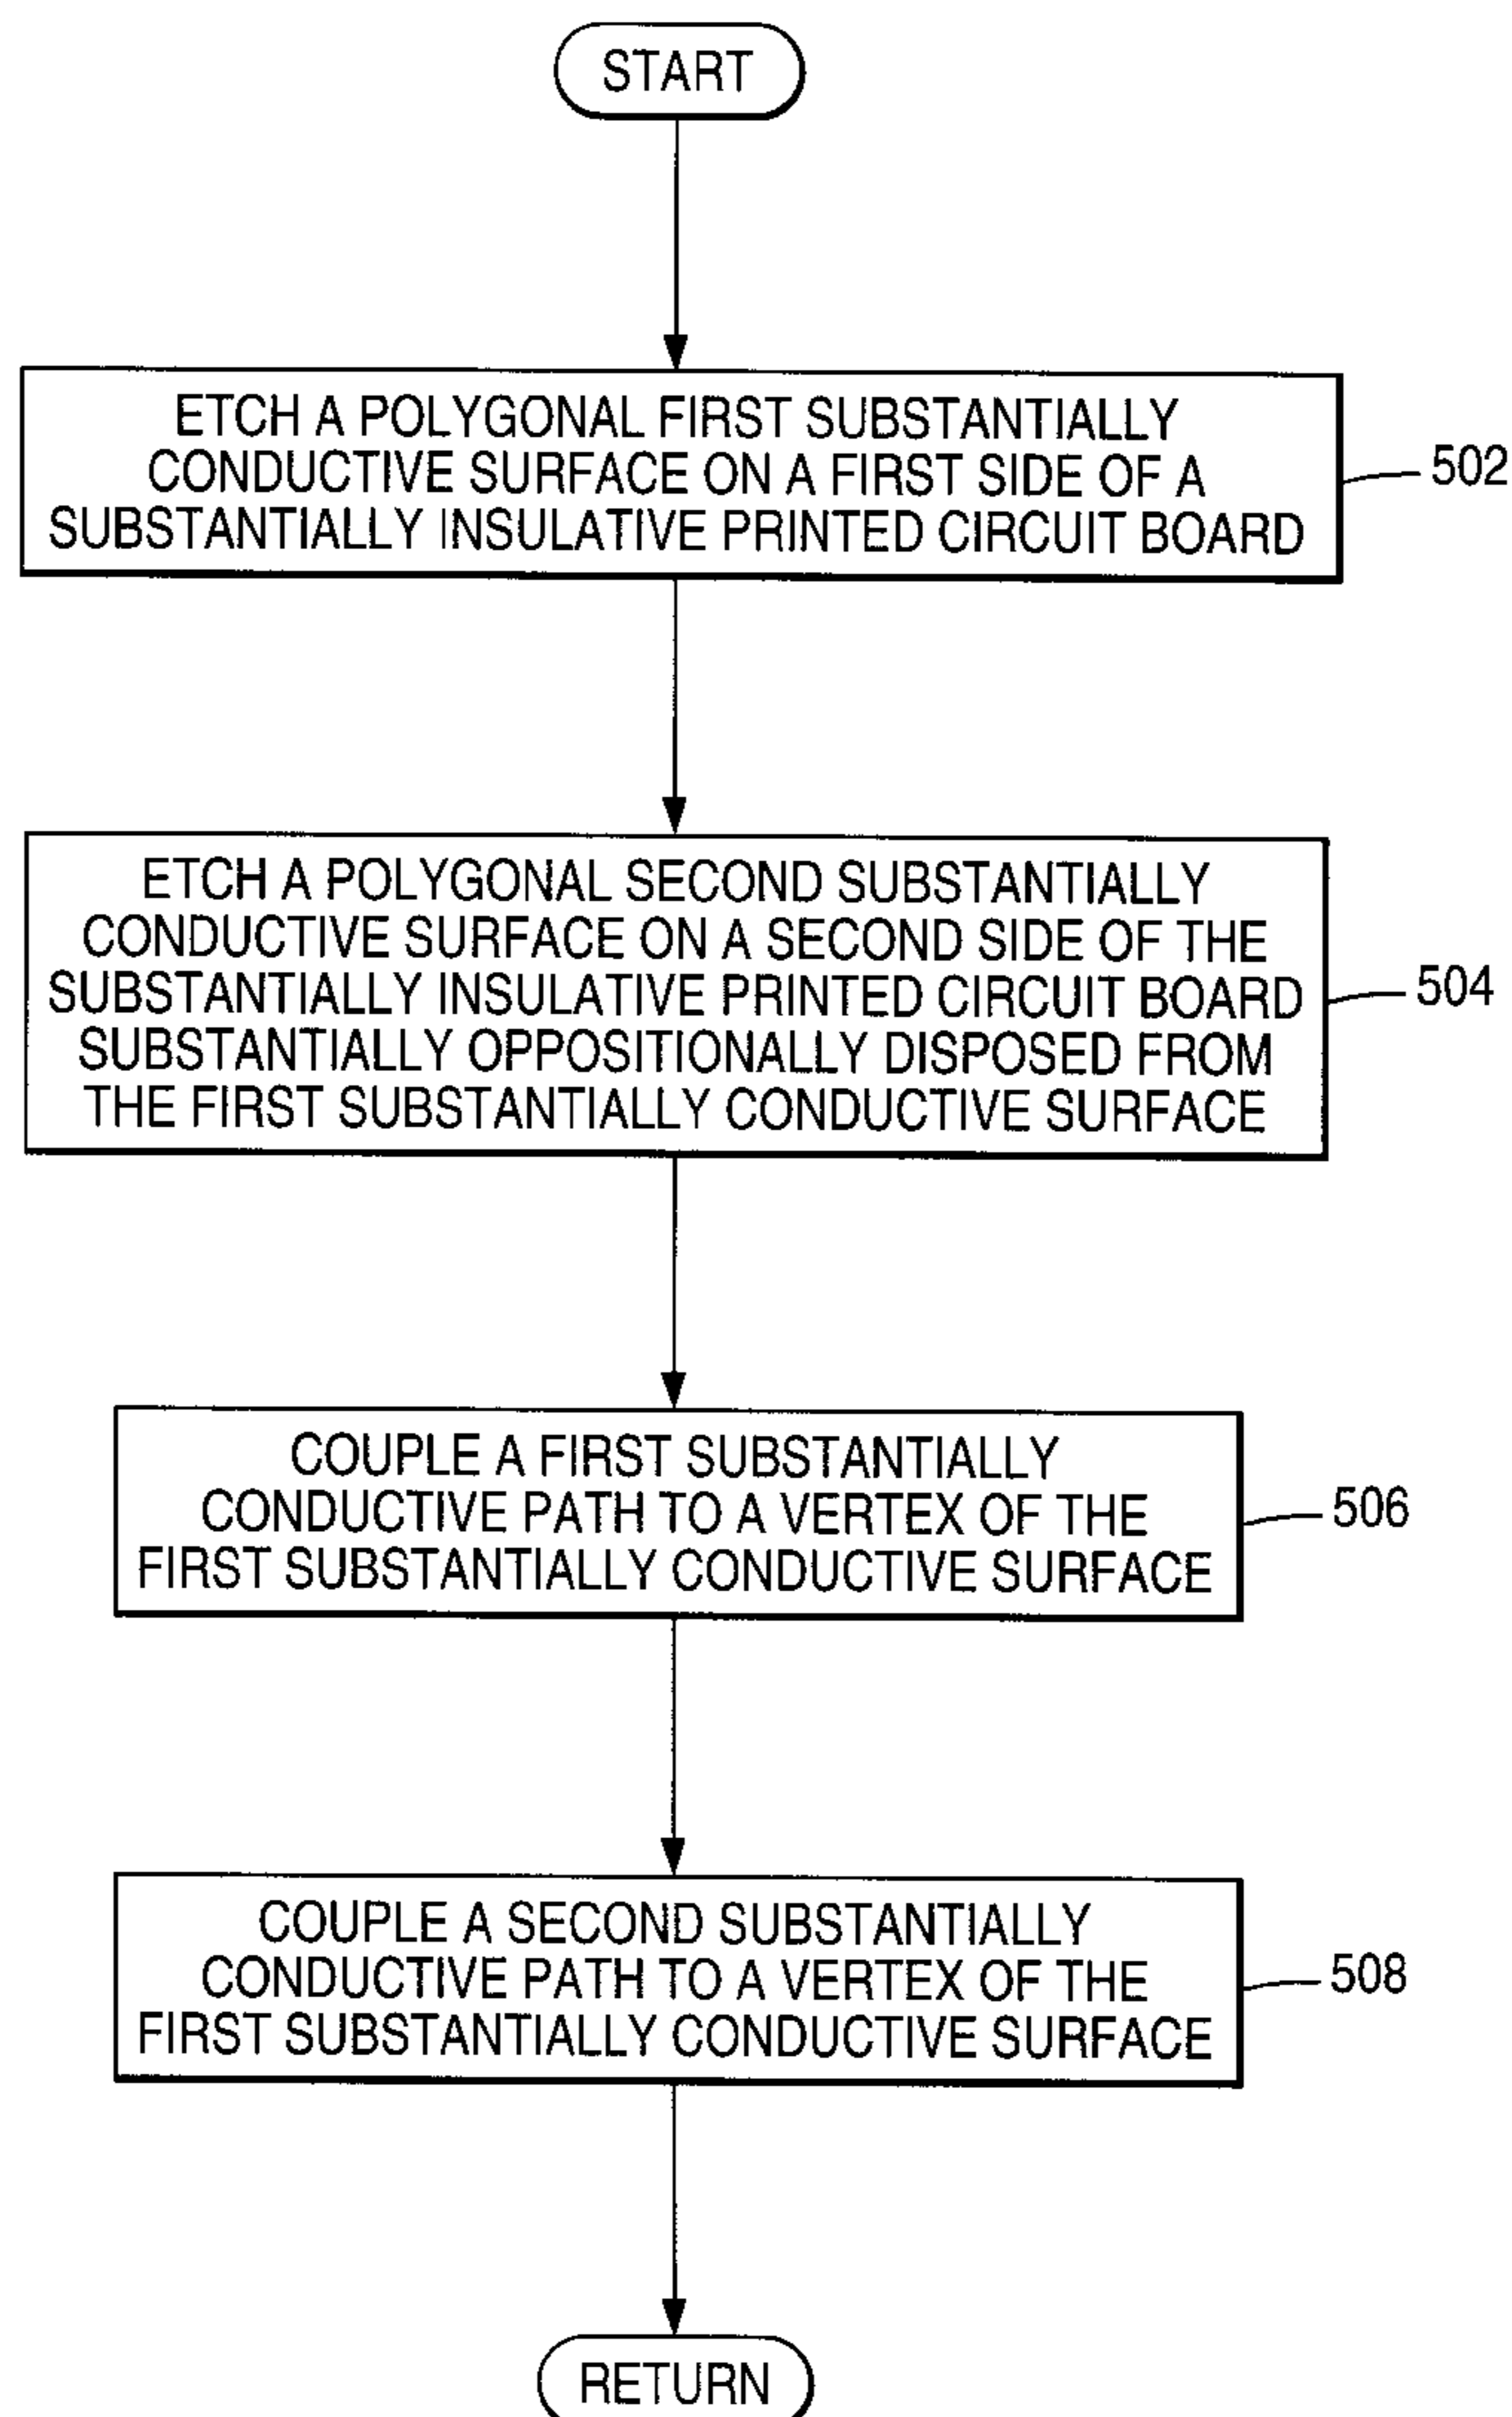 START
ETCH A POLYGONAL FIRST SUBSTANTIALLY
CONDUCTIVE SURFACE ON A FIRST SIDE OF A
SUBSTANTIALLY INSULATIVE PRINTED CIRCUIT BOARD
502
ETCH A POLYGONAL SECOND SUBSTANTIALLY
CONDUCTIVE SURFACE ON A SECOND SIDE OF THE
SUBSTANTIALLY INSULATIVE PRINTED CIRCUIT BOARD
SUBSTANTIALLY OPPOSITIONALLY DISPOSED FROM
THE FIRST SUBSTANTIALLY CONDUCTIVE SURFACE
504
COUPLE A FIRST SUBSTANTIALLY
CONDUCTIVE PATH TO A VERTEX OF THE
FIRST SUBSTANTIALLY CONDUCTIVE SURFACE
506
COUPLE A SECOND SUBSTANTIALLY
CONDUCTIVE PATH TO A VERTEX OF THE
FIRST SUBSTANTIALLY CONDUCTIVE SURFACE
508
RETURN